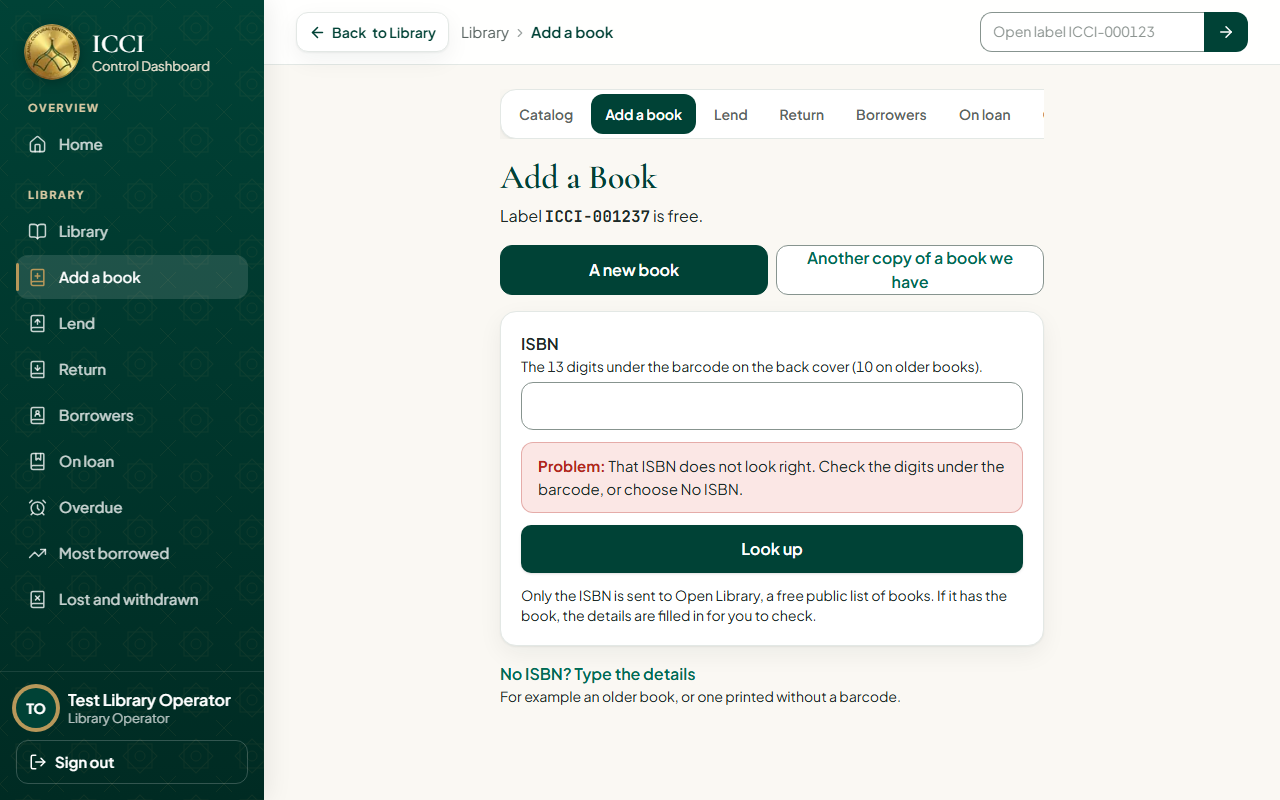 ICCI
Control Dashboard
OVERVIEW
Home
LIBRARY
Library
Add a book
Lend
Return
Borrowers
On loan
Overdue
Most borrowed
Lost and withdrawn
TO
Test Library Operator
Library Operator
Sign out
Back to Library
Library
Add a book
Open label ICCI-000123
Catalog
Add a book
Lend
Return
Borrowers
On loan
Add a Book
Label ICCI-001237 is free.
A new book
Another copy of a book we
have
ISBN
The 13 digits under the barcode on the back cover (10 on older books).
Problem: That ISBN does not look right. Check the digits under the
barcode, or choose No ISBN.
Look up
Only the ISBN is sent to Open Library, a free public list of books. If it has the
book, the details are filled in for you to check.
No ISBN? Type the details
For example an older book, or one printed without a barcode.